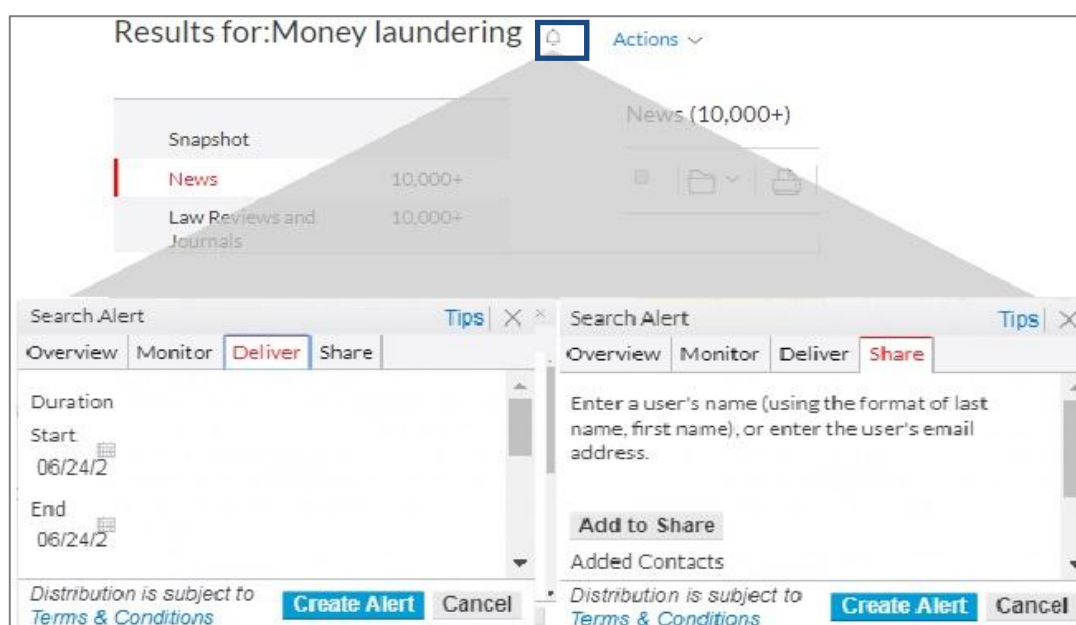 Results for:Money laundering
Actions
News (10,000+)
Snapshot
News 10,000+
Law Reviews and 10,000+
Journals
Search Alert Tips
Overview Monitor Deliver Share
Duration
Start
06/24/2
End
06/24/2
Distribution is subject to
Terms & Conditions
Create Alert Cancel
Search Alert Tips
Overview Monitor Deliver Share
Enter a user's name (using the format of last
name, first name), or enter the user's email
address.
Add to Share
Added Contacts
Distribution is subject to
Terms & Conditions
Create Alert Cancel